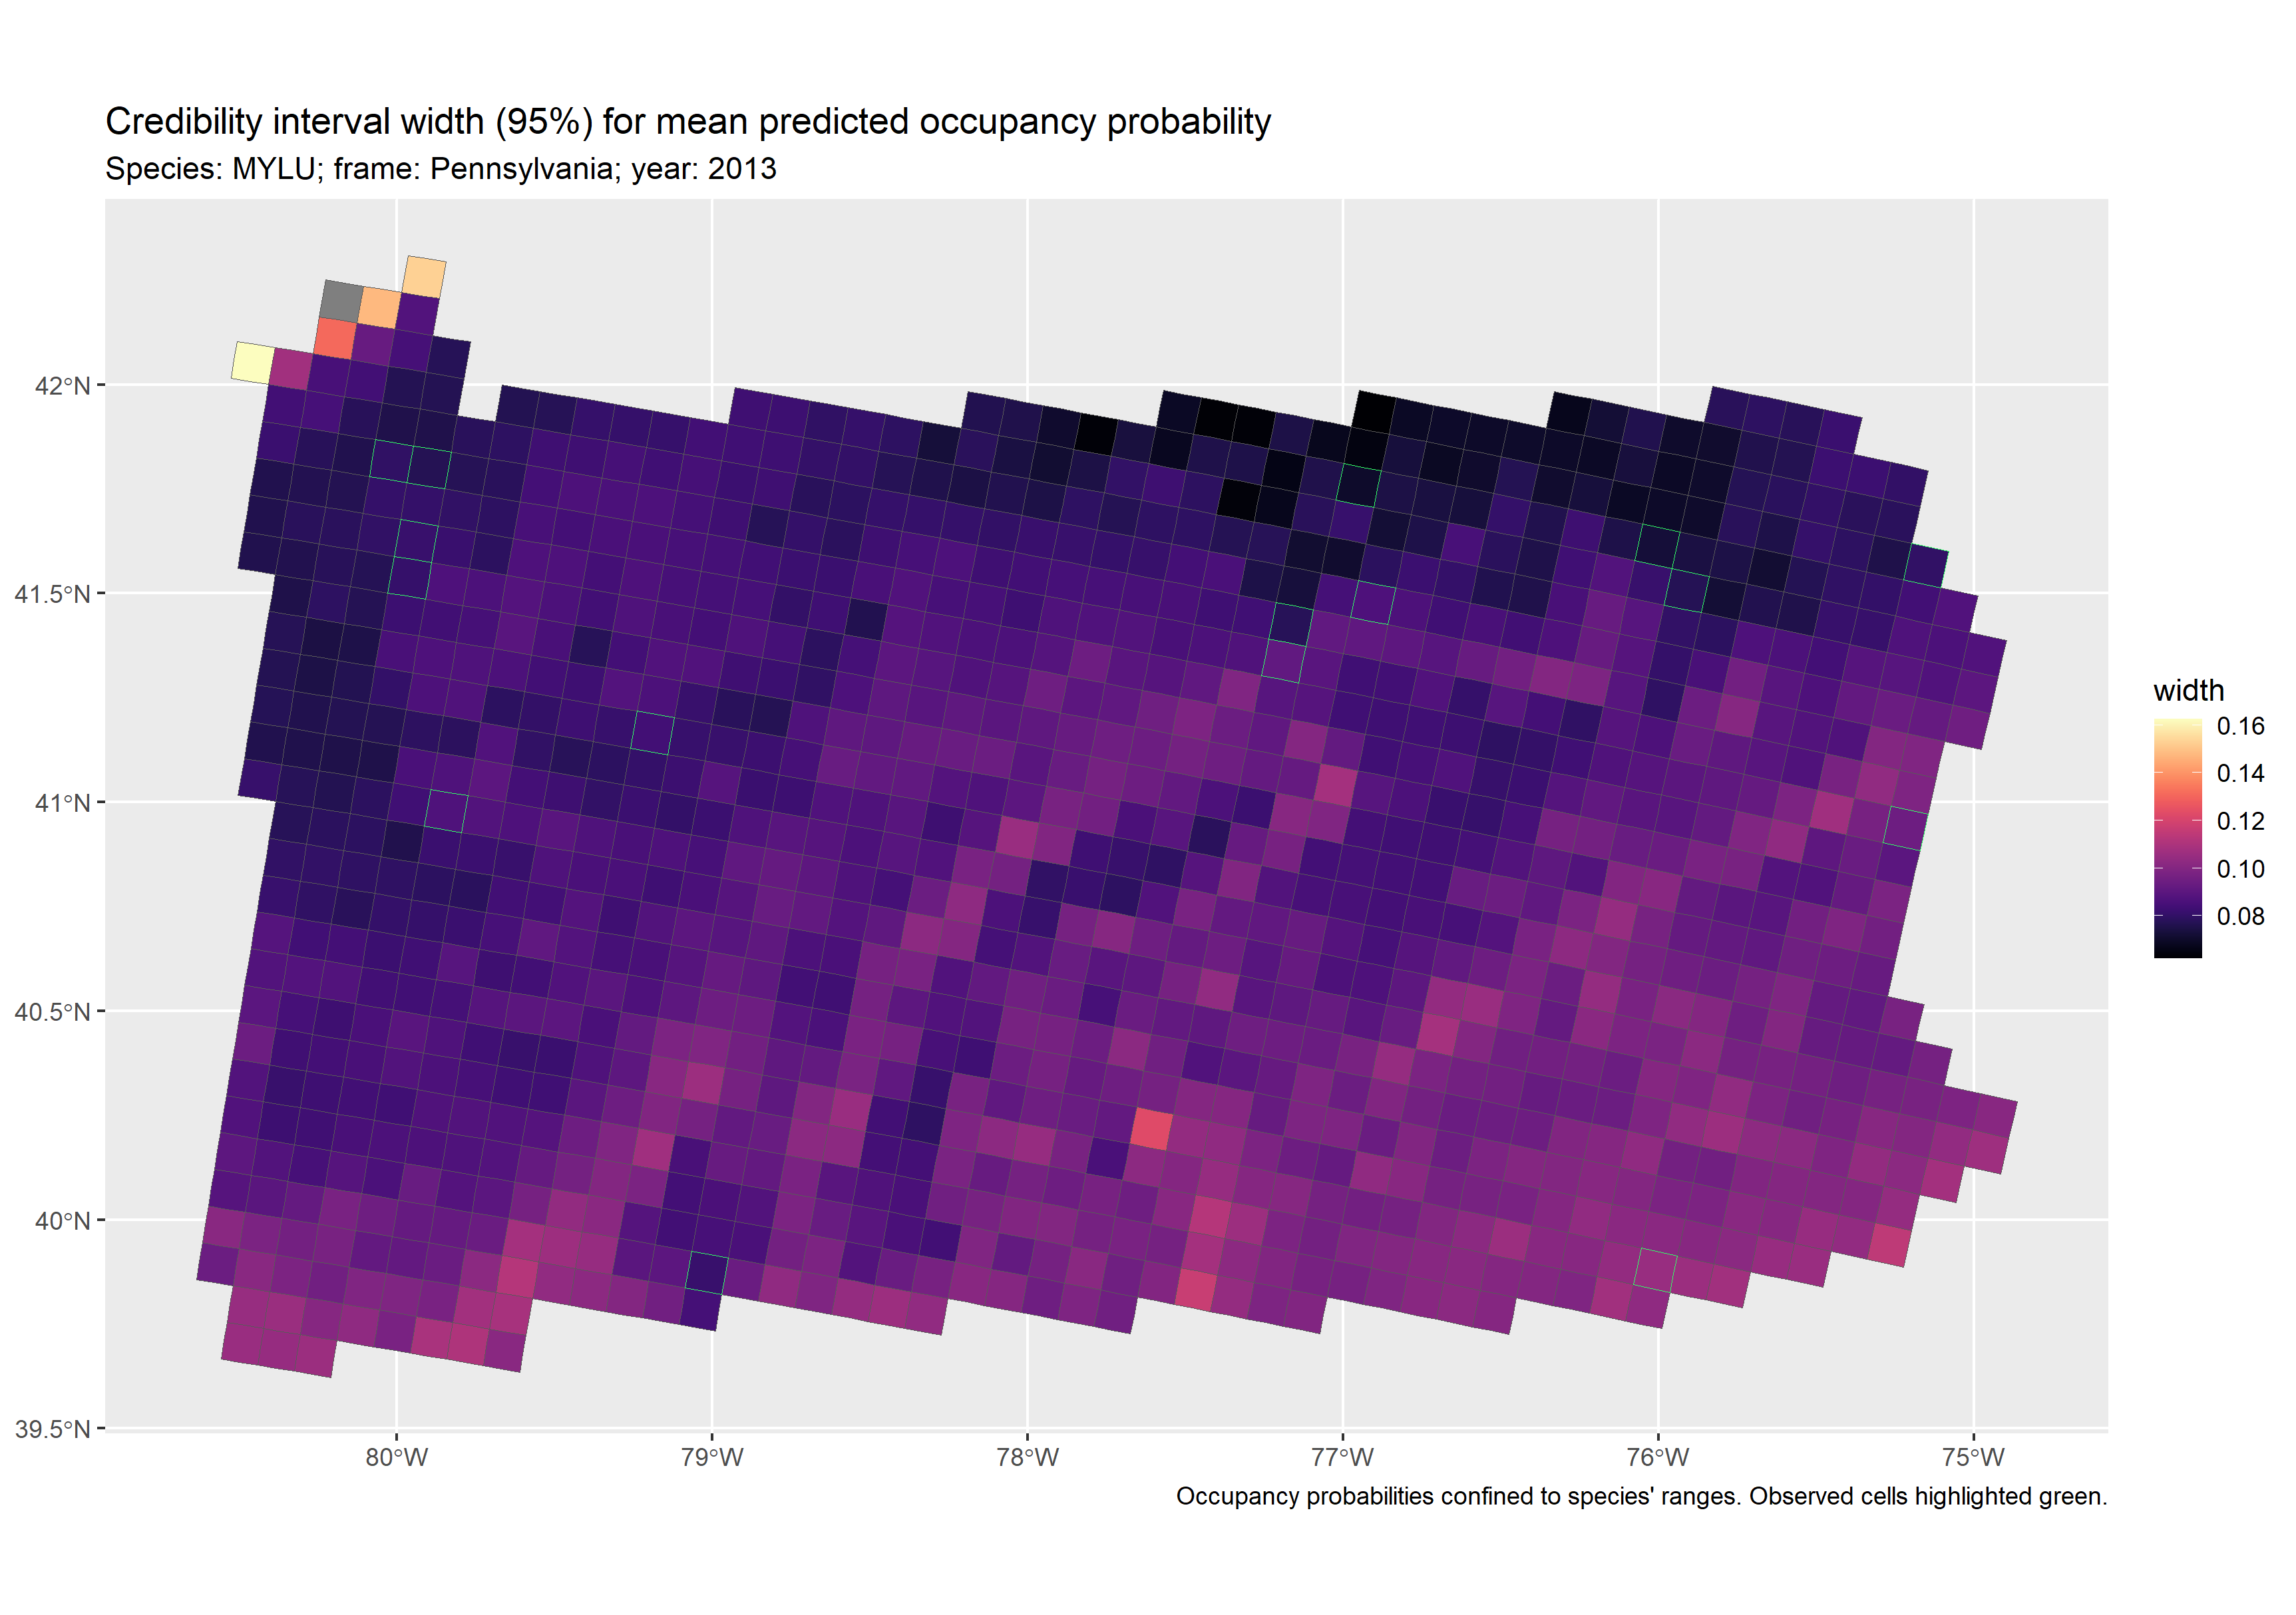 Credibility interval width (95%) for mean predicted occupancy probability
Species: MYLU; frame: Pennsylvania; year: 2013
42°N
41.5°N
41°N
40.5°N
40°N
39.5°N
80°W
79°W
78°W
77°W
76°W
75°W
width
0.16
0.14
0.12
0.10
0.08
Occupancy probabilities confined to species' ranges. Observed cells highlighted green.